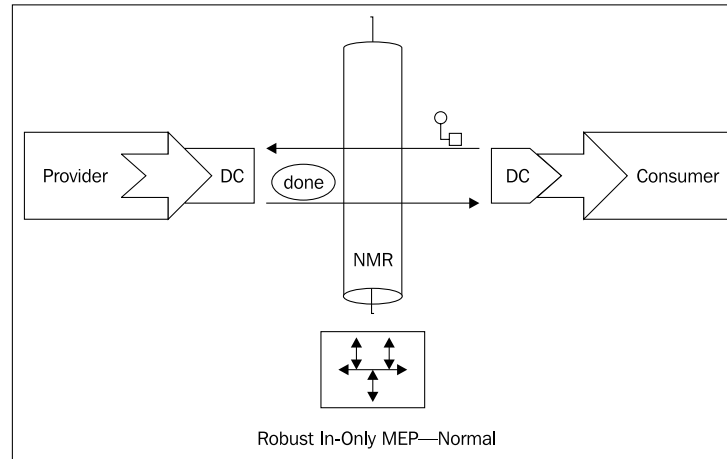 Provider
DC
done
NMR
DC
Consumer
Robust In-Only MEP—Normal